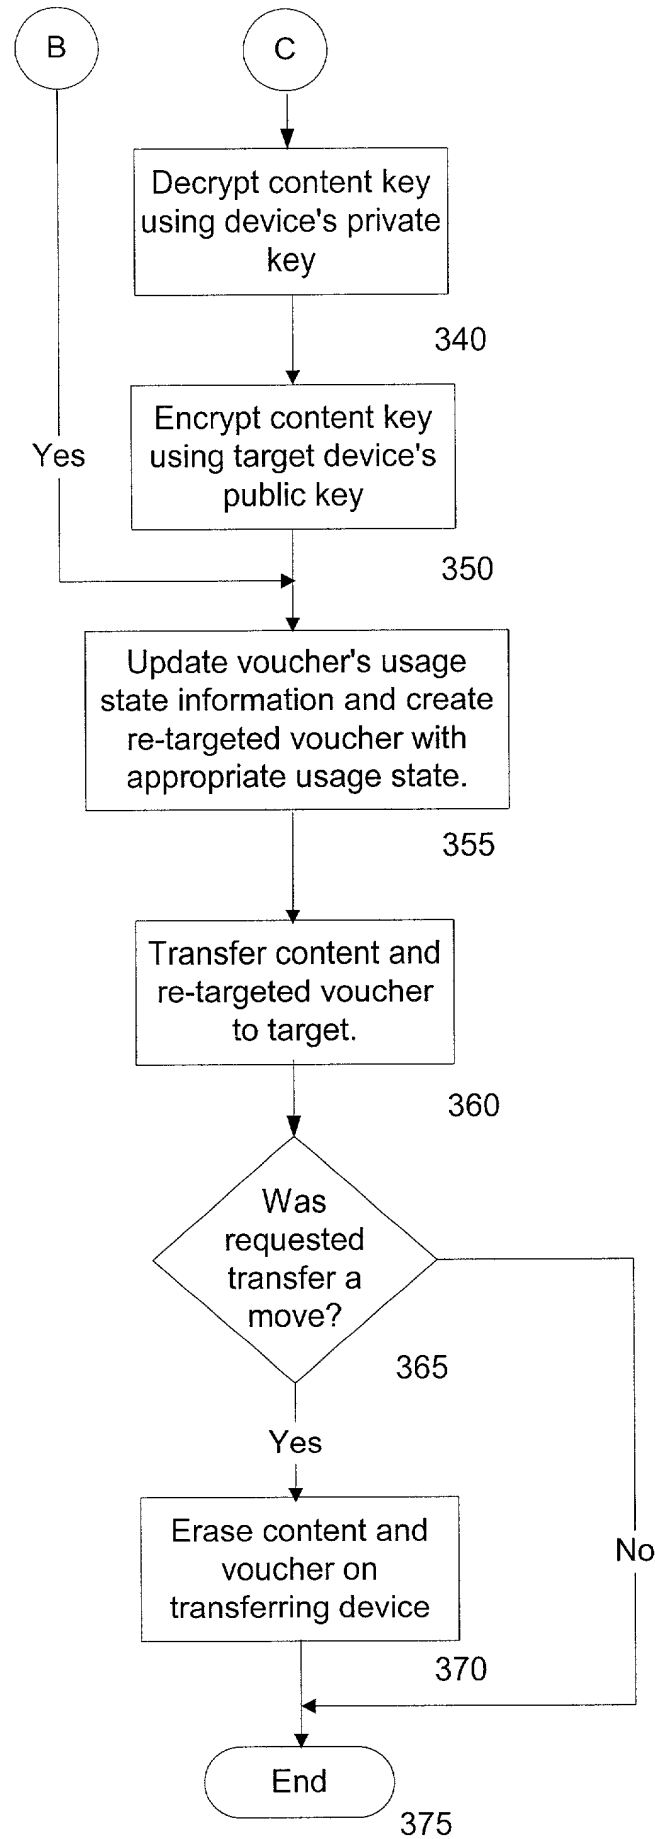 B
C
Decrypt content key
using device's private
key
340
Encrypt content key
using target device's
public key
Yes
350
Update voucher's usage
state information and create
re-targeted voucher with
appropriate usage state.
355
Transfer content and
re-targeted voucher
to target.
360
Was
requested
transfer a
move?
365
Yes
Erase content and
voucher on
transferring device
No
370
End
375